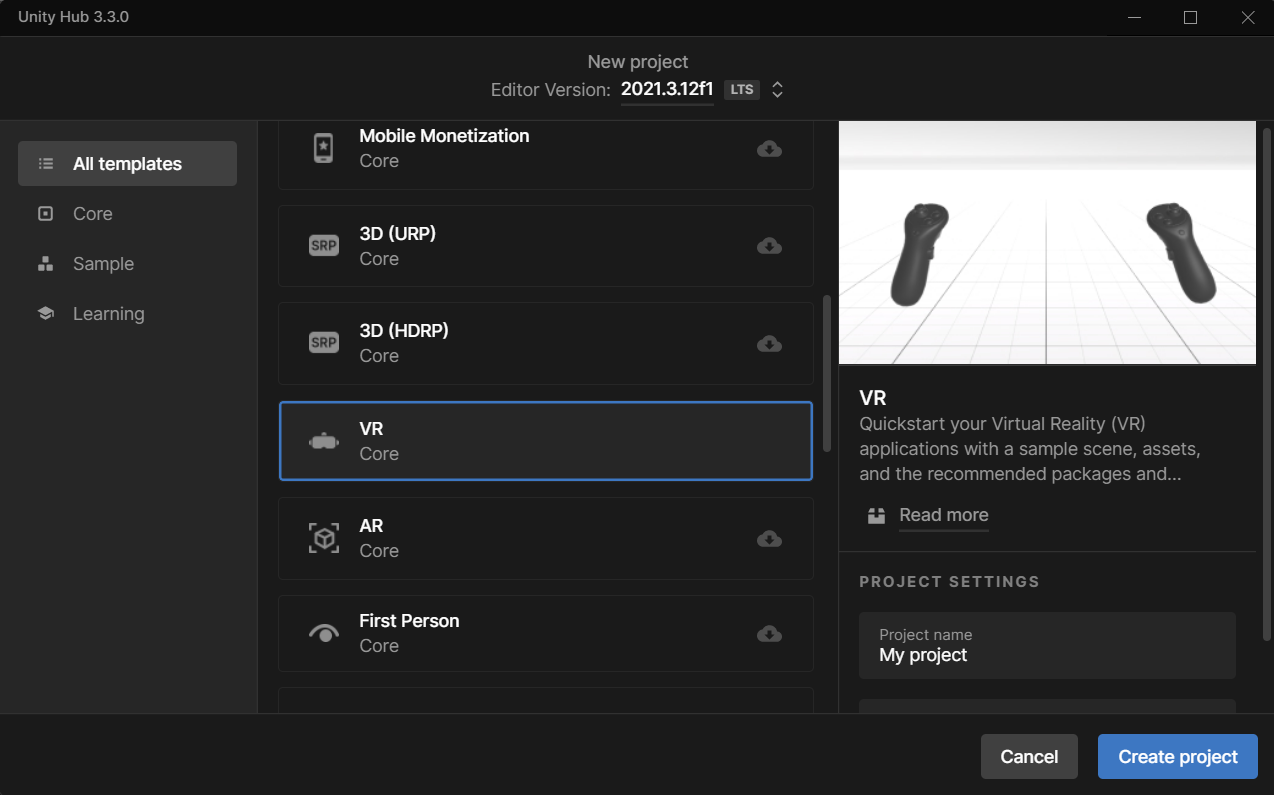 Unity Hub 3.3.0
New project
Editor Version: 2021.3.12f1 LTS
All templates
Core
Sample
Learning
Mobile Monetization
Core
SRP
3D (URP)
Core
SRP
3D (HDRP)
Core
VR
Core
AR
Core
First Person
Core
VR
Quickstart your Virtual Reality (VR)
applications with a sample scene, assets,
and the recommended packages and...
Read more
PROJECT SETTINGS
Project name
My project
Cancel
Create project